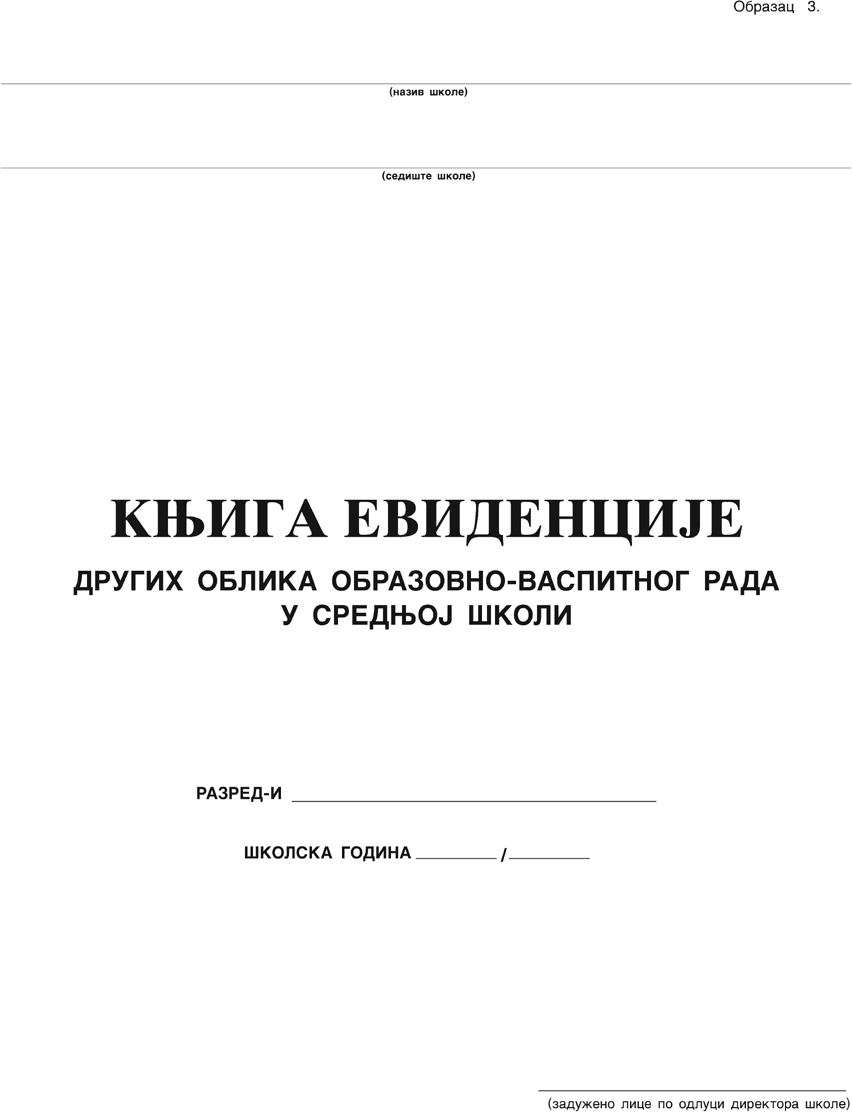 Образац 3.
(назив школе)
(седиште школе)
КЊИГА ЕВИДЕНЦИЈЕ
ДРУГИХ ОБЛИКА ОБРАЗОВНО-ВАСПИТНОГ РАДА
У СРЕДЊОЈ ШКОЛИ
РАЗРЕД-И
ШКОЛСКА ГОДИНА /
(задужено лице по одлуци директора школе)